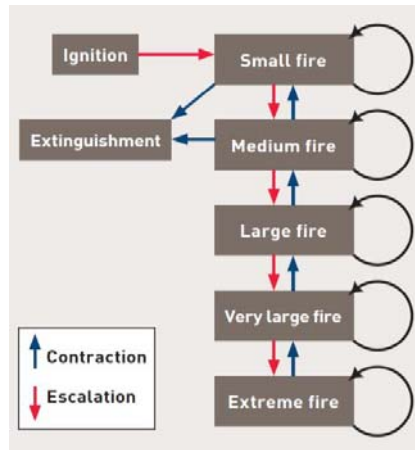 Ignition
Small fire
Extinguishment
Medium fire
Large fire
Very large fire
Contraction
Escalation
Extreme fire